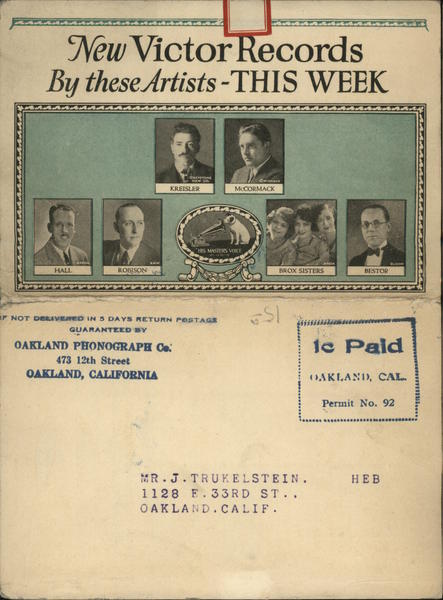 New Victor Records
By these Artists - THIS WEEK
KREISLER
McCORMACK
HALL
ROBISON
"HIS MASTER'S VOICE"
BROX SISTERS
BESTOR
IF NOT DELIVERED IN 5 DAYS RETURN POSTAGE
GUARANTEED BY
OAKLAND PHONOGRAPH Co.
473 12th Street
OAKLAND, CALIFORNIA
1c Paid
OAKLAND, CAL.
Permit No. 92
MR.J.TRUKELSTEIN. HEB
1128 E.33RD ST..
OAKLAND.CALIF.